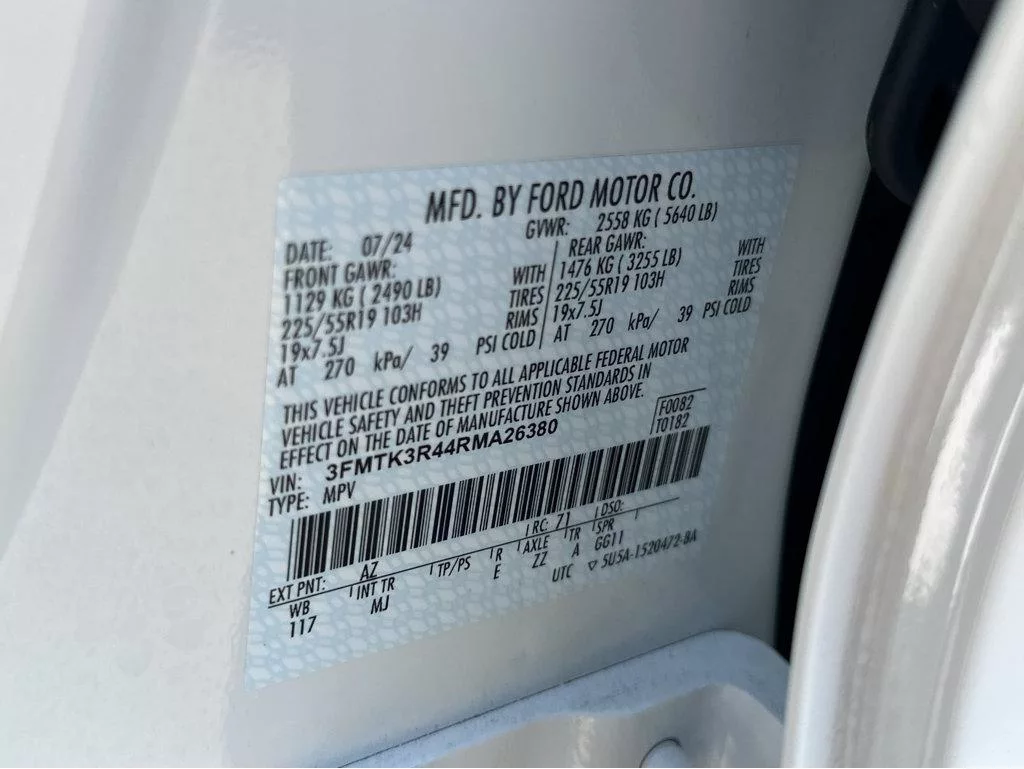 MFD. BY FORD MOTOR CO.
DATE: 07/24 GVWR: 2558 KG ( 5640 LB)
FRONT GAWR: REAR GAWR:
1129 KG ( 2490 LB) WITH 1476 KG ( 3255 LB) WITH
225/55R19 103H TIRES 225/55R19 103H TIRES
19x7.5J RIMS 19x7.5J RIMS
AT 270 kPa/ 39 PSI COLD AT 270 kPa/ 39 PSI COLD
THIS VEHICLE CONFORMS TO ALL APPLICABLE FEDERAL MOTOR
VEHICLE SAFETY AND THEFT PREVENTION STANDARDS IN
EFFECT ON THE DATE OF MANUFACTURE SHOWN ABOVE.
F0082
T0182
VIN: 3FMTK3R44RMA26380
TYPE: MPV
EXT PNT: AZ RC: 71 DSO:
WB INT TR TP/PS R AXLE TR SPR
117 MJ E ZZ A GG11
UTC ▽ 5U5A-1520472-BA